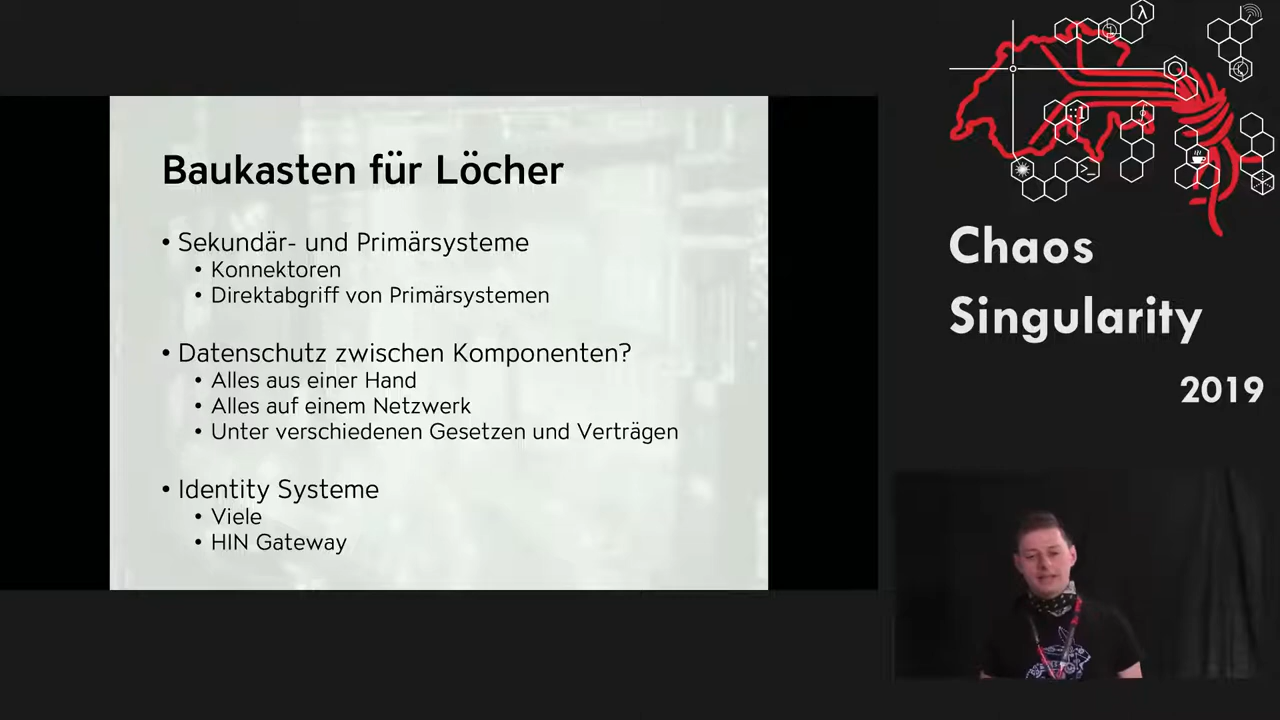 Baukasten für Löcher
• Sekundär- und Primärsysteme
• Konnektoren
• Direktabgriff von Primärsystemen
• Datenschutz zwischen Komponenten?
• Alles aus einer Hand
• Alles auf einem Netzwerk
• Unter verschiedenen Gesetzen und Verträgen
• Identity Systeme
• Viele
• HIN Gateway
λ
:::1
>_
Chaos
Singularity
2019